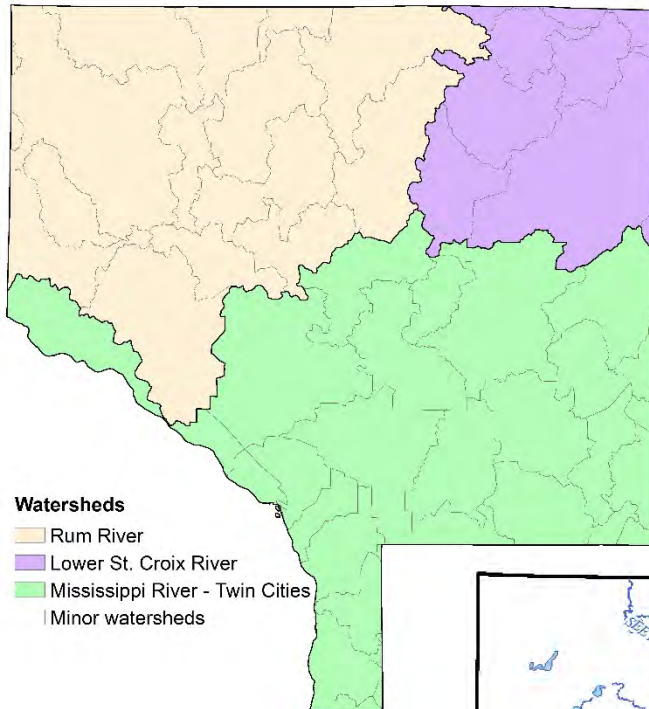 Watersheds
Rum River
Lower St. Croix River
Mississippi River - Twin Cities
Minor watersheds